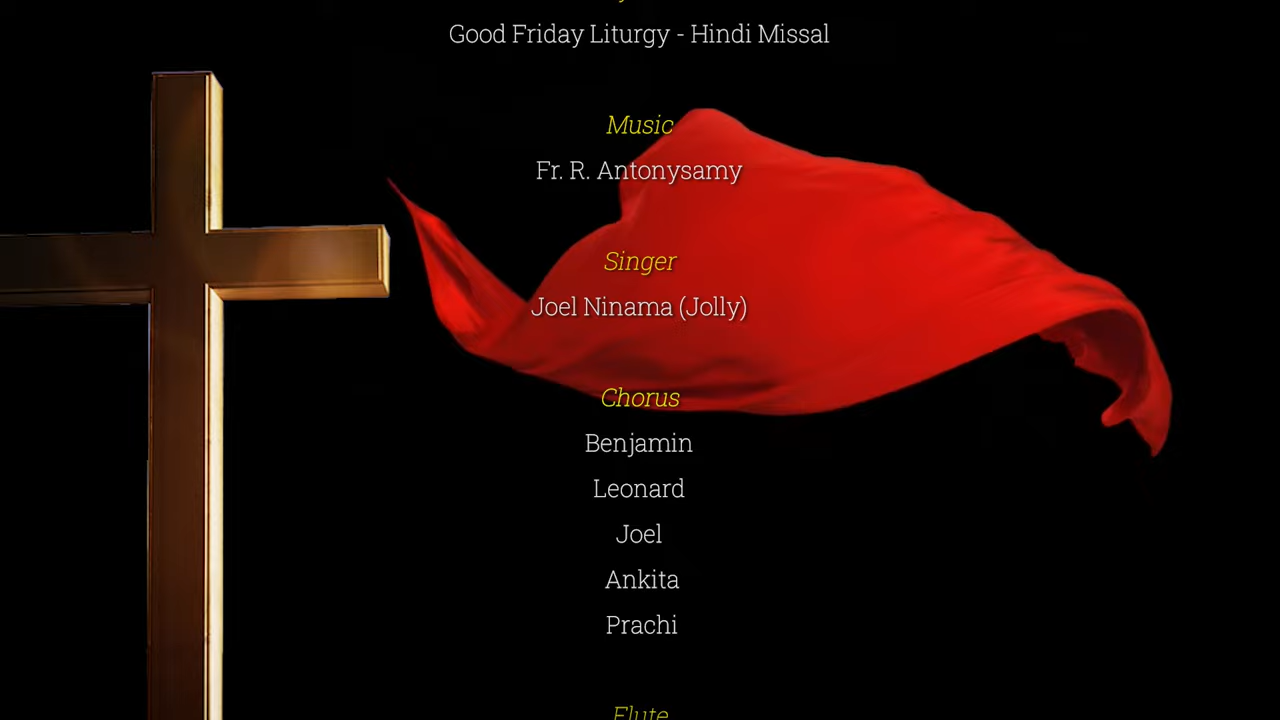 Good Friday Liturgy - Hindi Missal
Music
Fr. R. Antonysamy
Singer
Joel Ninama (Jolly)
Chorus
Benjamin
Leonard
Joel
Ankita
Prachi
Flute